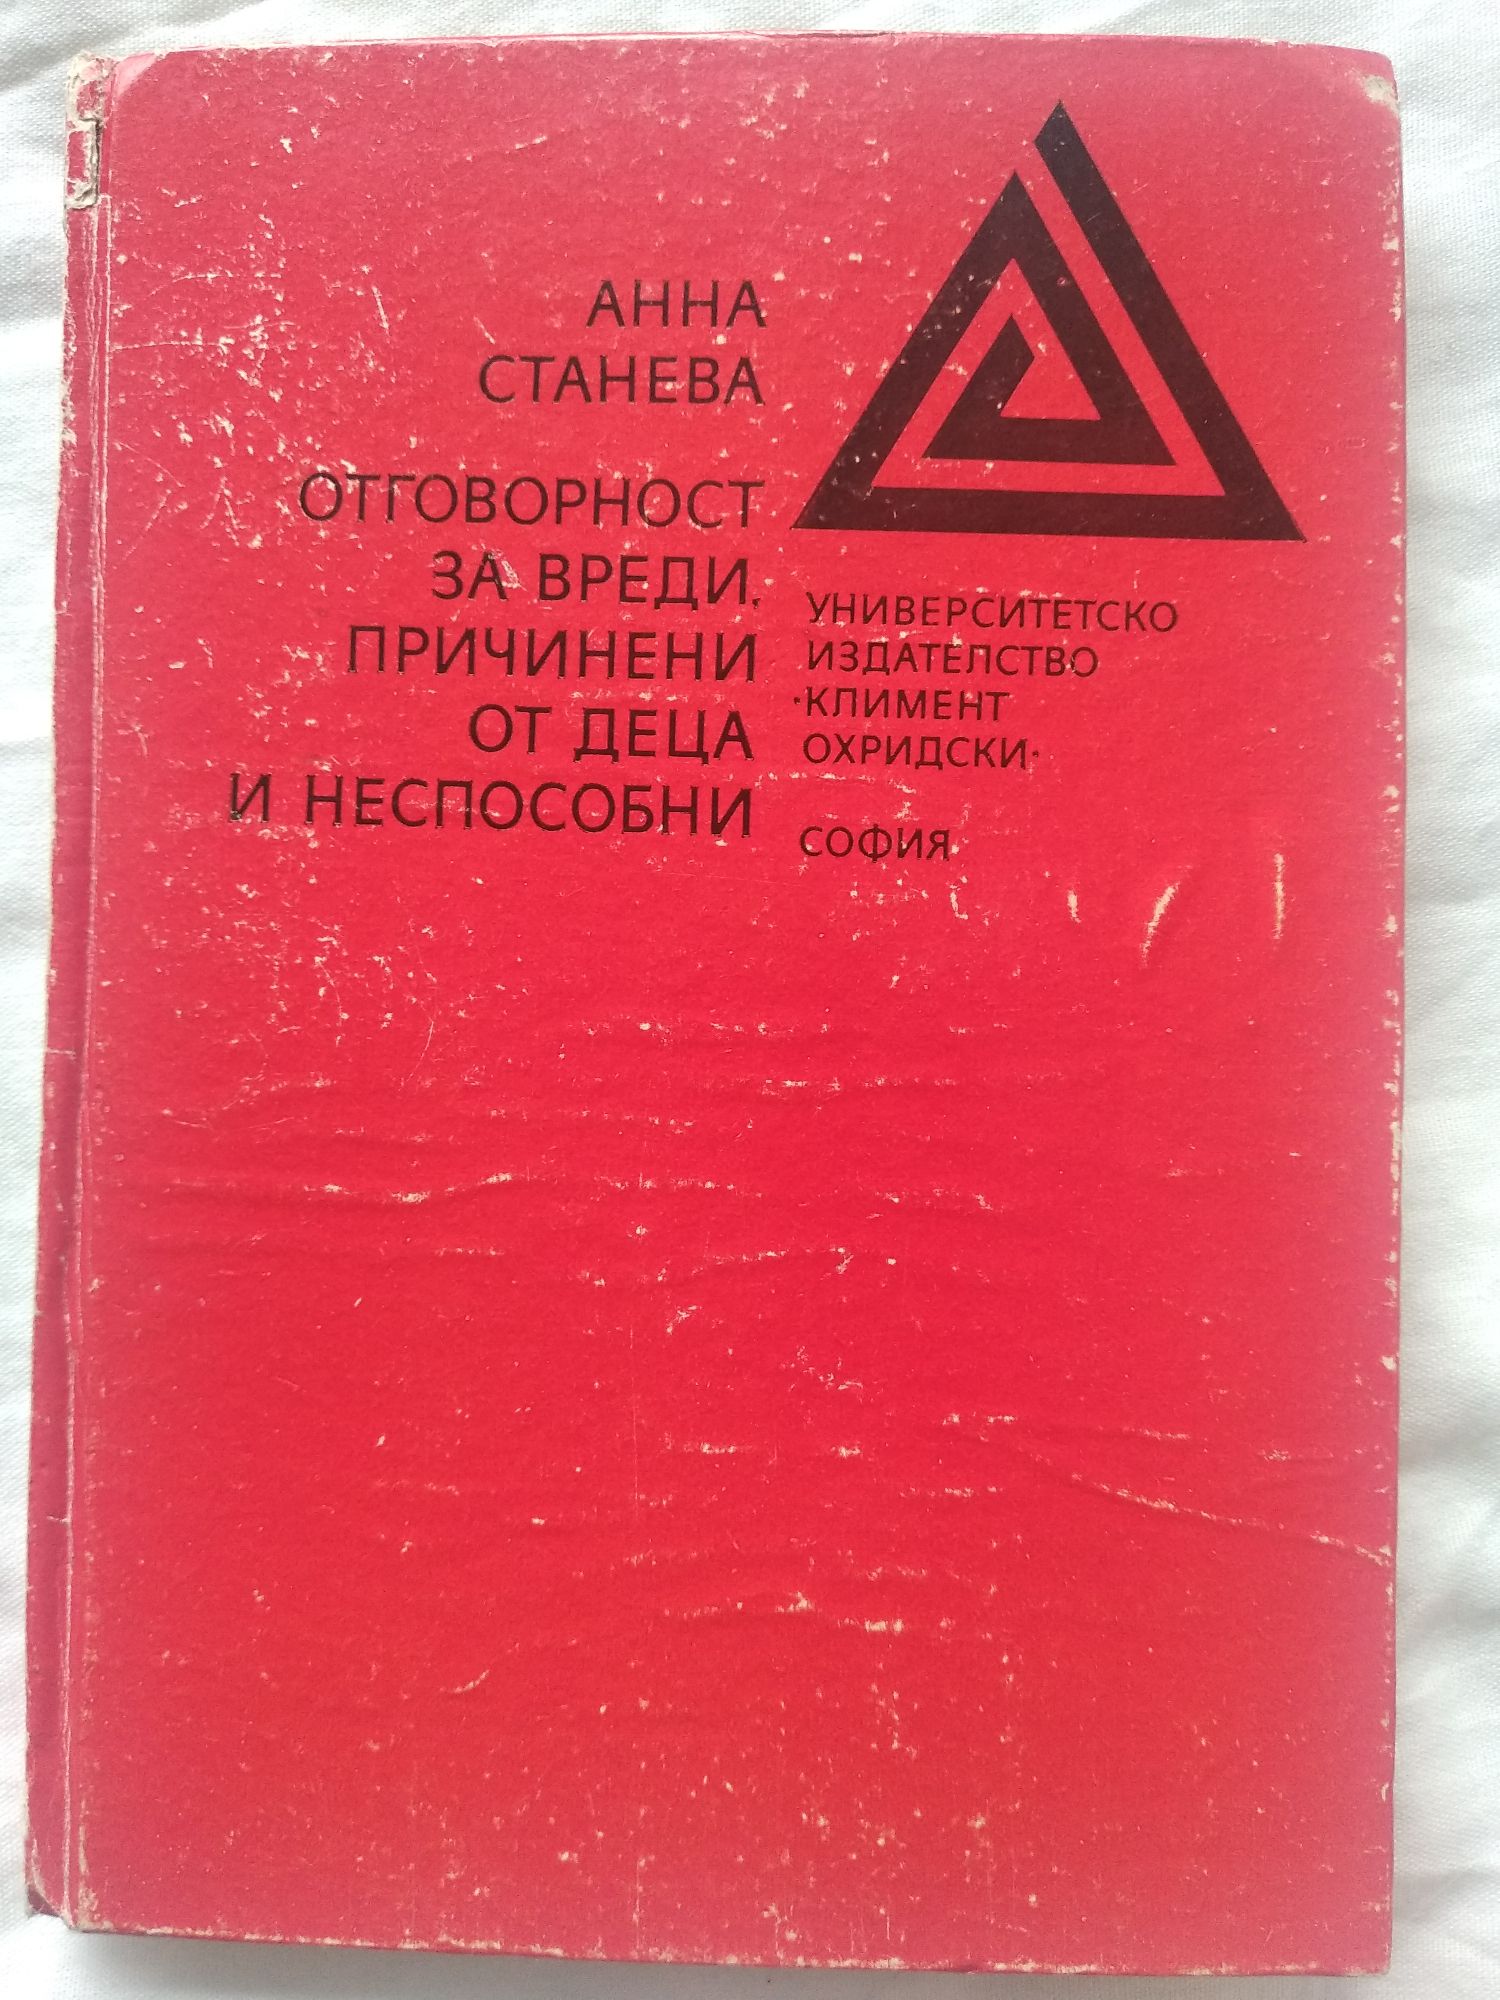 АННА
СТАНЕВА
ОТГОВОРНОСТ
ЗА ВРЕДИ,
ПРИЧИНЕНИ
ОТ ДЕЦА
И НЕСПОСОБНИ
УНИВЕРСИТЕТСКО
ИЗДАТЕЛСТВО
"КЛИМЕНТ
ОХРИДСКИ"
СОФИЯ